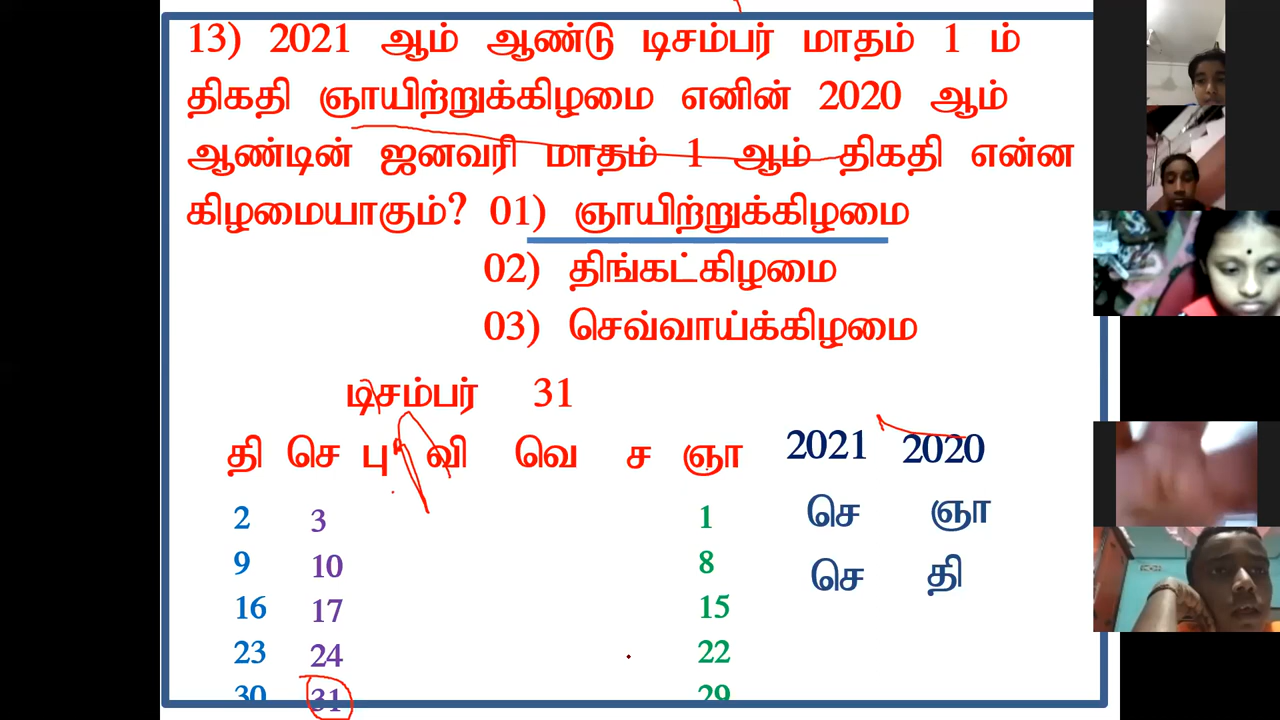 13) 2021 ஆம் ஆண்டு டிசம்பர் மாதம் 1 ம்
திகதி ஞாயிற்றுக்கிழமை எனின் 2020 ஆம்
ஆண்டின் ஜனவரி மாதம் 1 ஆம் திகதி என்ன
கிழமையாகும்? 01) ஞாயிற்றுக்கிழமை
02) திங்கட்கிழமை
03) செவ்வாய்க்கிழமை
டிசம்பர் 31
தி செ பு வி வெ ச ஞா 2021 2020
2 3 1 செ ஞா
9 10 8 செ தி
16 17 15
23 24 22
30 31 29